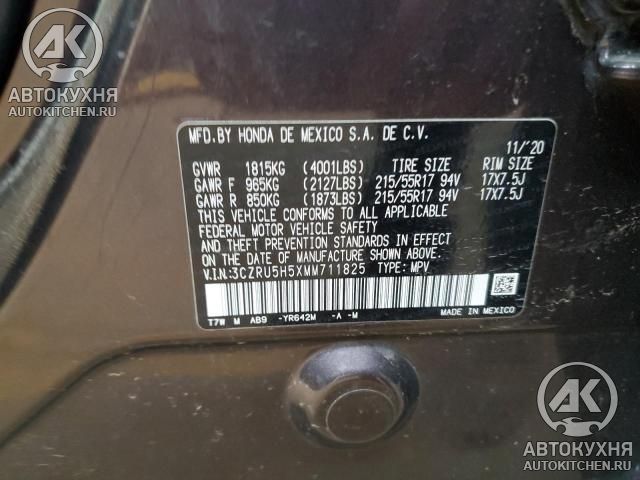 АВТОКУХНЯ
AUTOKITCHEN.RU
MFD.BY HONDA DE MEXICO S.A. DE C.V. 11/'20
GVWR 1815KG (4001LBS) TIRE SIZE RIM SIZE
GAWR F 965KG (2127LBS) 215/55R17 94V 17X7.5J
GAWR R 850KG (1873LBS) 215/55R17 94V 17X7.5J
THIS VEHICLE CONFORMS TO ALL APPLICABLE
FEDERAL MOTOR VEHICLE SAFETY
AND THEFT PREVENTION STANDARDS IN EFFECT
ON THE DATE OF MANUFACTURE SHOWN ABOVE.
V.I.N:3CZRU5H5XMM711825 TYPE: MPV
T7W M AB9 -YR642M -A -M MADE IN MEXICO
AK
АВТОКУХНЯ
AUTOKITCHEN.RU